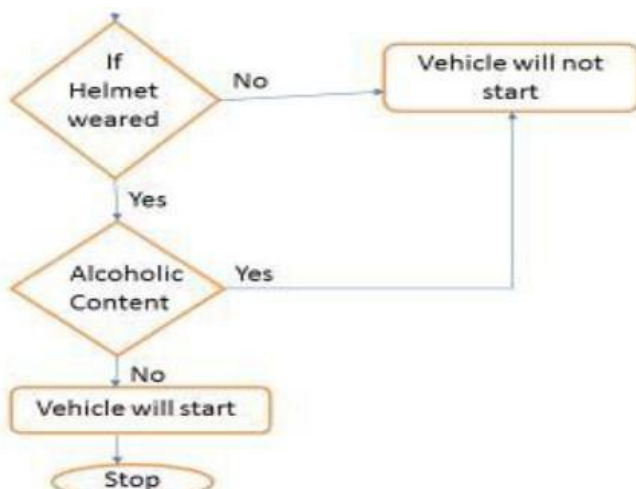 If
Helmet
weared
No
Vehicle will not
start
Yes
Alcoholic
Content
Yes
No
Vehicle will start
Stop